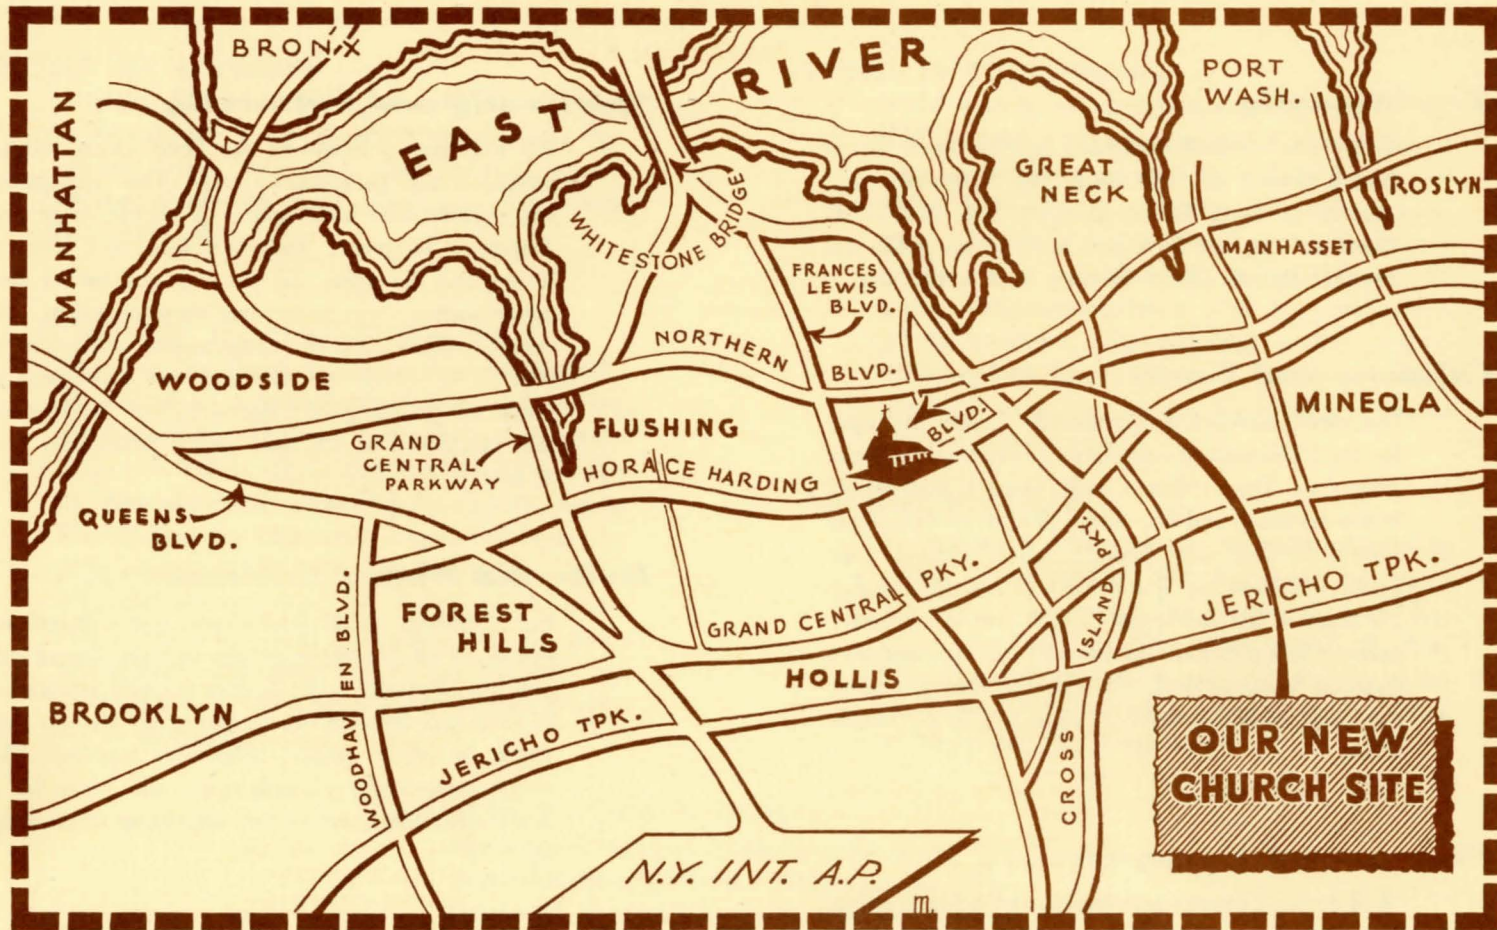 BRONX
EAST RIVER
PORT
WASH.
MANHATTAN
GREAT
NECK
ROSLYN
WHITESTONE BRIDGE
MANHASSET
FRANCES
LEWIS
BLVD.
NORTHERN BLVD.
WOODSIDE
MINEOLA
GRAND
CENTRAL
PARKWAY
FLUSHING
HORACE HARDING BLVD.
QUEENS
BLVD.
FOREST
HILLS
GRAND CENTRAL PKY.
CROSS ISLAND PKY.
JERICHO TPK.
HOLLIS
BROOKLYN
WOODHAVEN BLVD.
JERICHO TPK.
OUR NEW
CHURCH SITE
N.Y. INT. A.P.
m.